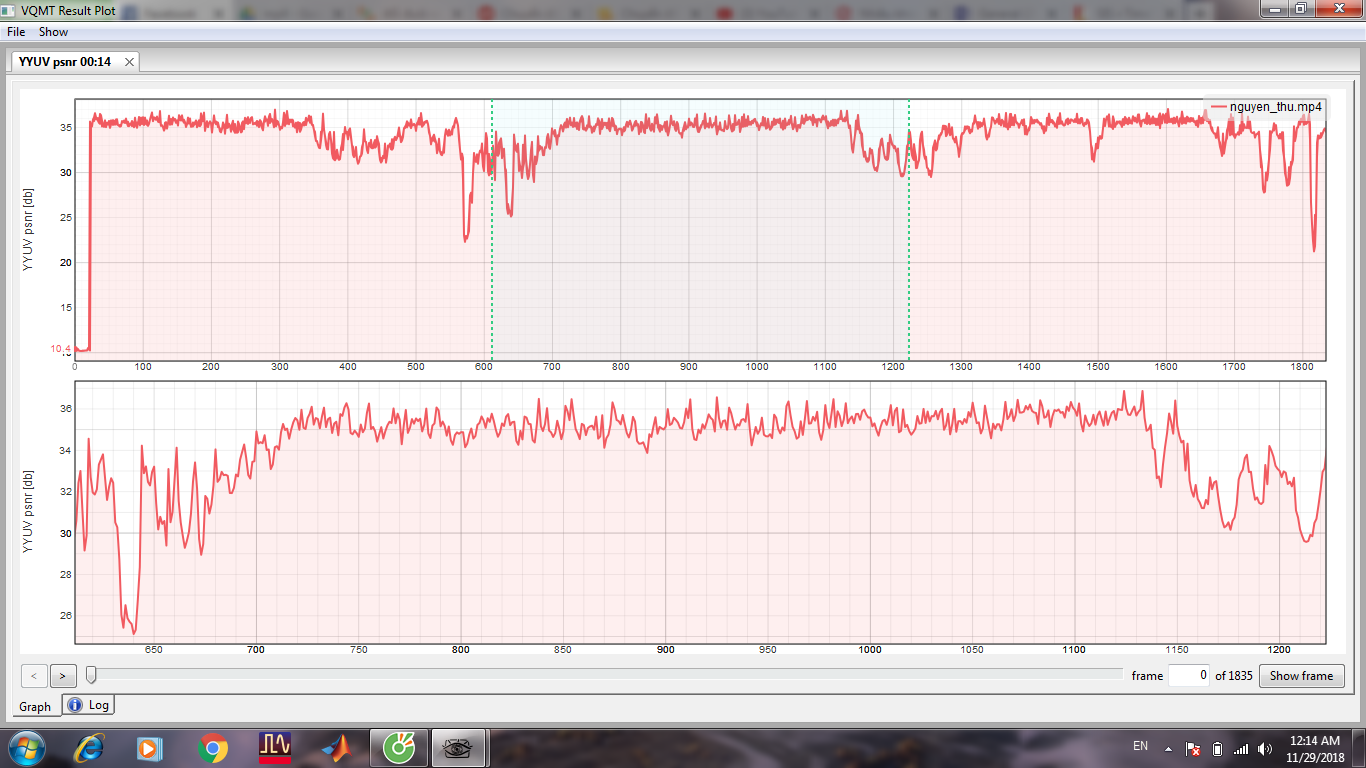 VQMT Result Plot
File Show
YYUV psnr 00:14
nguyen_thu.mp4
YYUV psnr [db]
35
30
25
20
15
10.4
0 100 200 300 400 500 600 700 800 900 1000 1100 1200 1300 1400 1500 1600 1700 1800
YYUV psnr [db]
36
34
32
30
28
26
650 700 750 800 850 900 950 1000 1050 1100 1150 1200
< > frame 0 of 1835 Show frame
Graph Log
EN
12:14 AM
11/29/2018